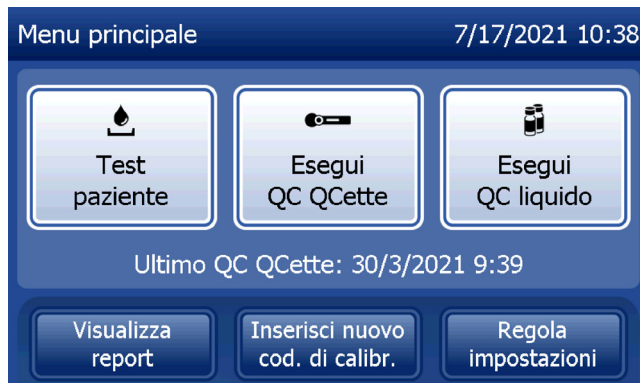 Menu principale 7/17/2021 10:38
Test
paziente
Esegui
QC QCette
Esegui
QC liquido
Ultimo QC QCette: 30/3/2021 9:39
Visualizza
report
Inserisci nuovo
cod. di calibr.
Regola
impostazioni